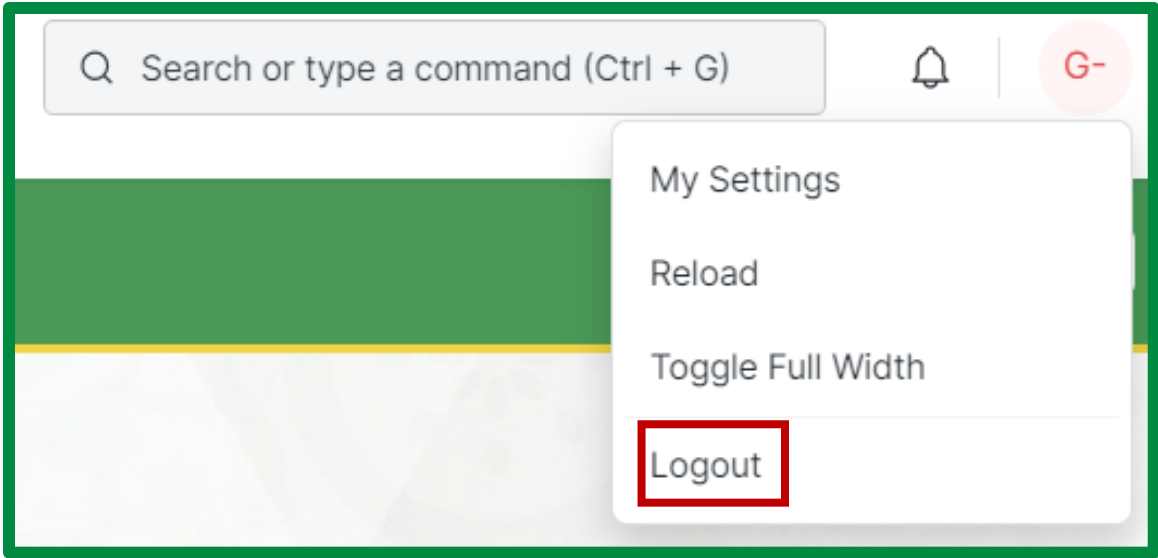 Search or type a command (Ctrl + G)
G-
My Settings
Reload
Toggle Full Width
Logout